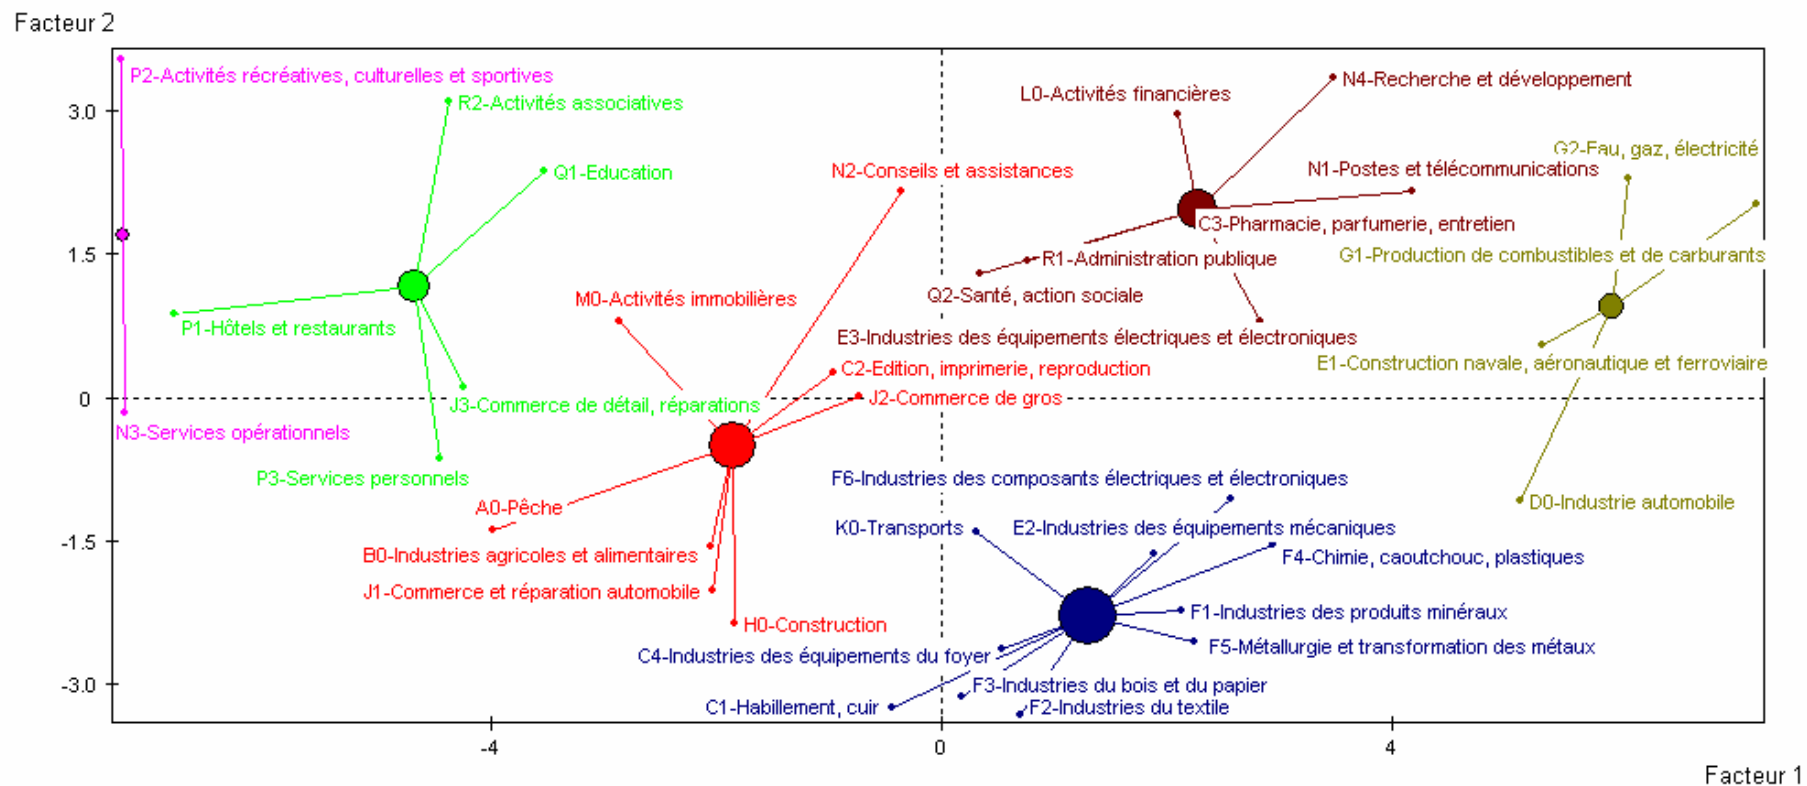 Facteur 2
P2-Activités récréatives, culturelles et sportives
N4-Recherche et développement
L0-Activités financières
R2-Activités associatives
3.0
G2-Eau, gaz, électricité
Q1-Education
N2-Conseils et assistances
N1-Postes et télécommunications
C3-Pharmacie, parfumerie, entretien
1.5
R1-Administration publique
G1-Production de combustibles et de carburants
M0-Activités immobilières
Q2-Santé, action sociale
P1-Hôtels et restaurants
E3-Industries des équipements électriques et électroniques
E1-Construction navale, aéronautique et ferroviaire
C2-Edition, imprimerie, reproduction
0
J2-Commerce de gros
J3-Commerce de détail, réparations
N3-Services opérationnels
P3-Services personnels
F6-Industries des composants électriques et électroniques
A0-Pêche
D0-Industrie automobile
K0-Transports
E2-Industries des équipements mécaniques
-1.5
B0-Industries agricoles et alimentaires
F4-Chimie, caoutchouc, plastiques
J1-Commerce et réparation automobile
F1-Industries des produits minéraux
H0-Construction
F5-Métallurgie et transformation des métaux
C4-Industries des équipements du foyer
-3.0
F3-Industries du bois et du papier
C1-Habillement, cuir
F2-Industries du textile
-4
0
4
Facteur 1